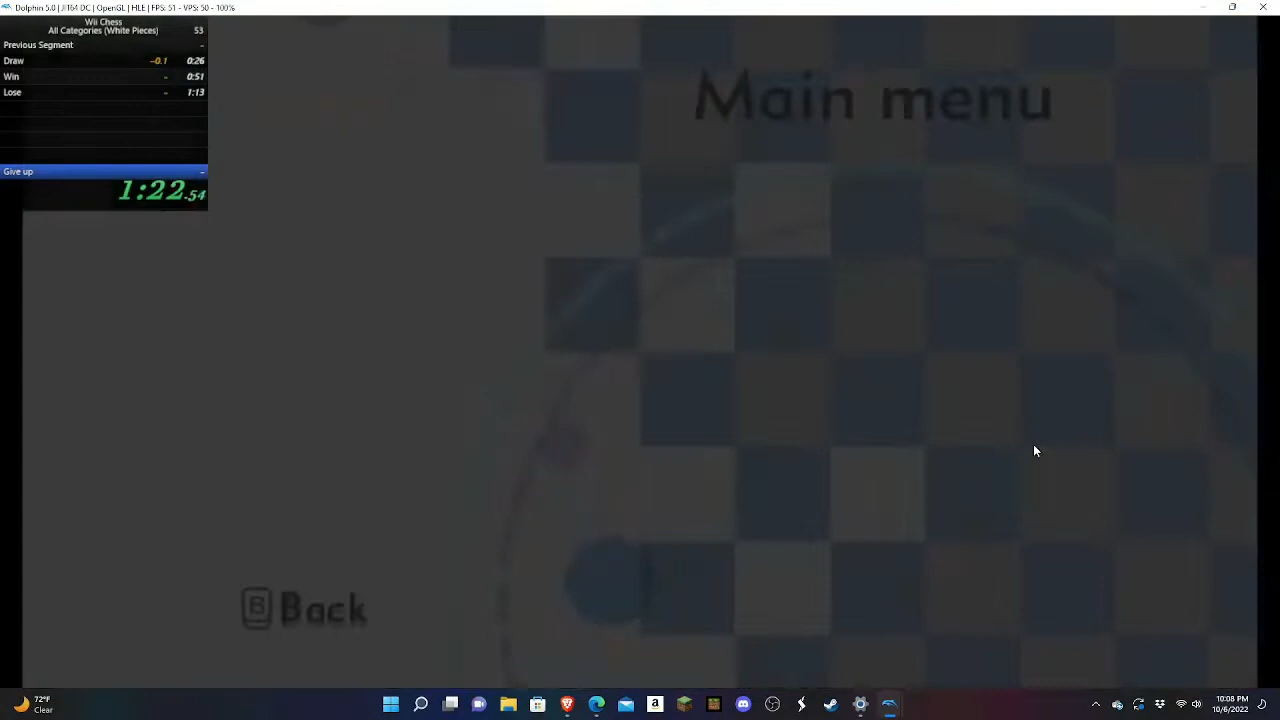 Dolphin 5.0 | JIT64 DC | OpenGL | HLE | FPS: 51 - VPS: 50 - 100%
Wii Chess
All Categories (White Pieces) 53
Previous Segment -
Draw -0.1 0:26
Win - 0:51
Lose - 1:13
Give up -
1:22.54
Main menu
B Back
72°F
Clear
10:08 PM
10/6/2022